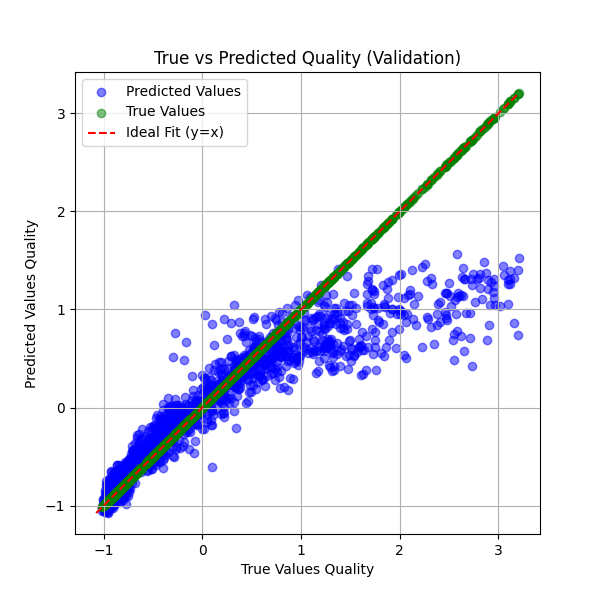 True vs Predicted Quality (Validation)
Predicted Values
True Values
Ideal Fit (y=x)
Predicted Values Quality
3
2
1
0
−1
−1 0 1 2 3
True Values Quality